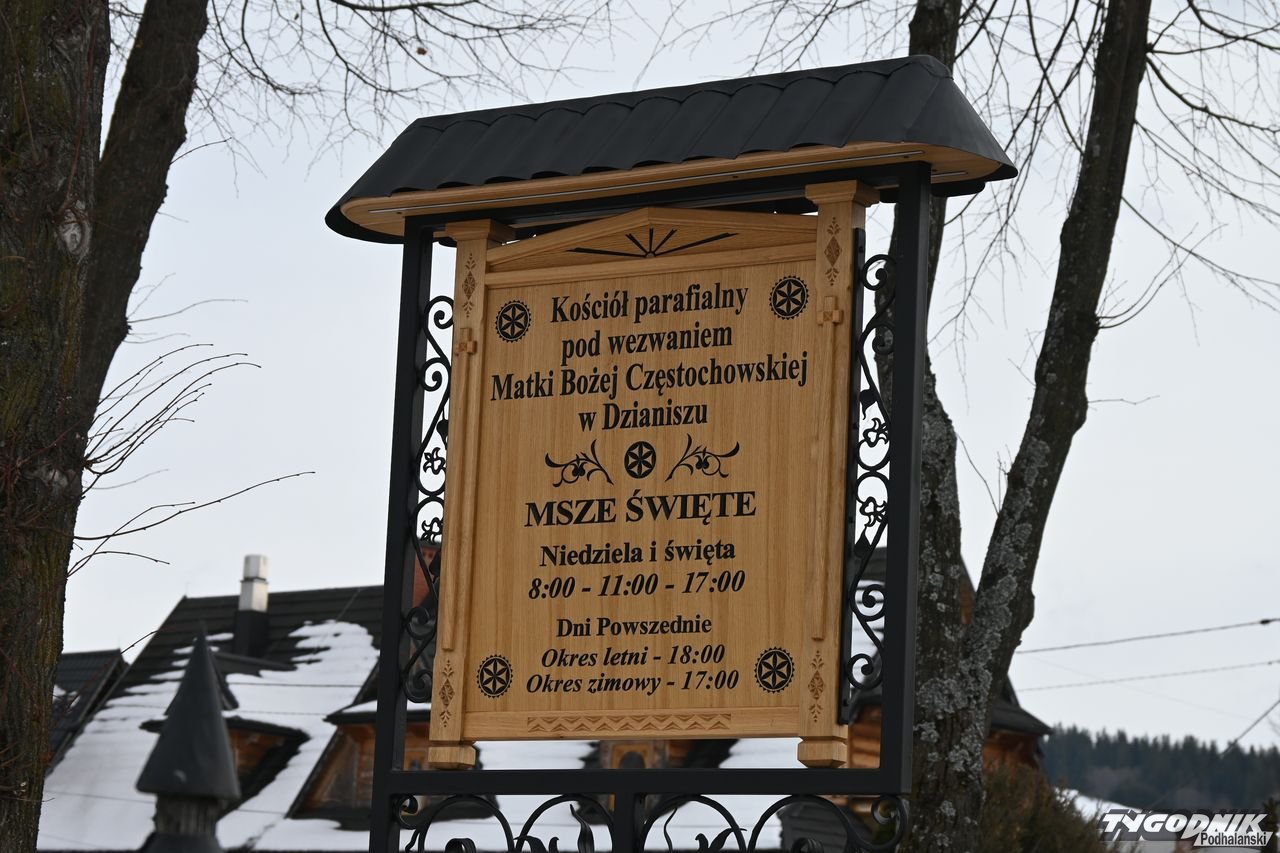 Kościół parafialny
pod wezwaniem
Matki Bożej Częstochowskiej
w Dzianiszu
MSZE ŚWIĘTE
Niedziela i święta
8:00 - 11:00 - 17:00
Dni Powszednie
Okres letni - 18:00
Okres zimowy - 17:00
TYGODNIK
Podhalański